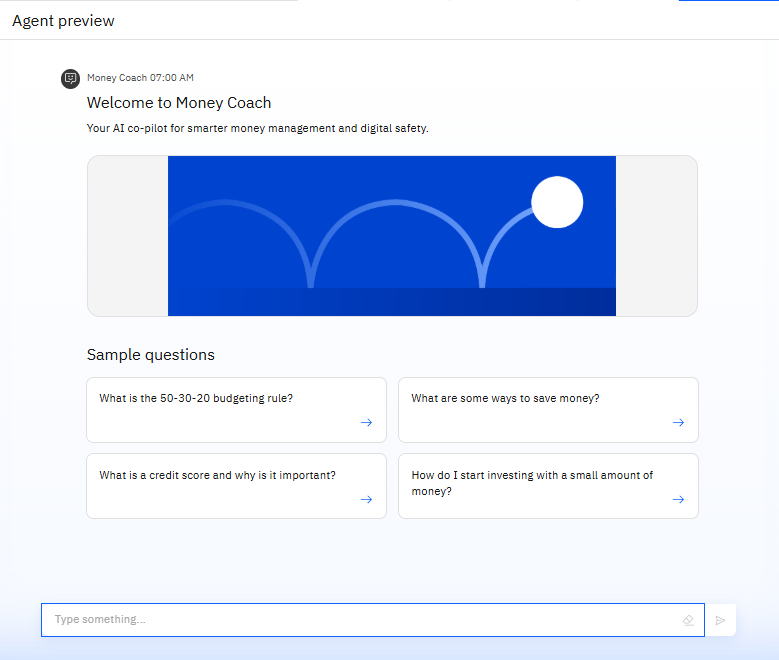 Agent preview
Money Coach 07:00 AM
Welcome to Money Coach
Your AI co-pilot for smarter money management and digital safety.
Sample questions
What is the 50-30-20 budgeting rule?
What are some ways to save money?
What is a credit score and why is it important?
How do I start investing with a small amount of
money?
Type something...